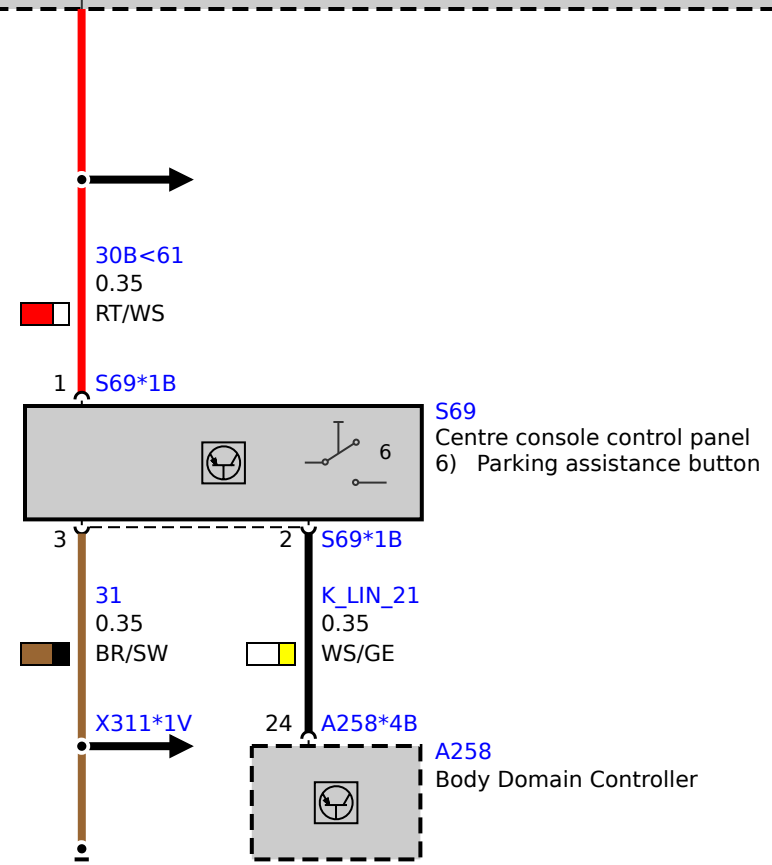 30B<61
0.35
RT/WS
1 S69*1B
S69
Centre console control panel
6) Parking assistance button
6
3
2 S69*1B
31
0.35
BR/SW
K_LIN_21
0.35
WS/GE
X311*1V
24 A258*4B
A258
Body Domain Controller